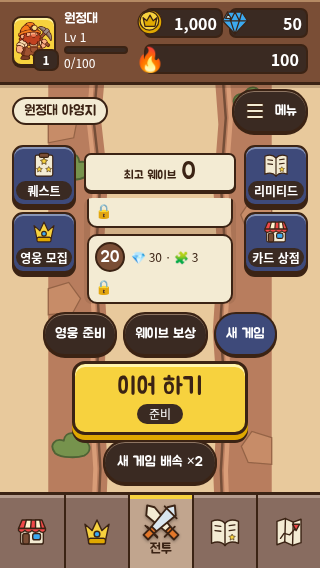 원정대
Lv 1
1
0/100
1,000
50
100
원정대 야영지
메뉴
퀘스트
최고 웨이브 0
리미티드
영웅 모집
20
30 · 3
카드 상점
영웅 준비
웨이브 보상
새 게임
이어 하기
준비
새 게임 배속 ×2
전투